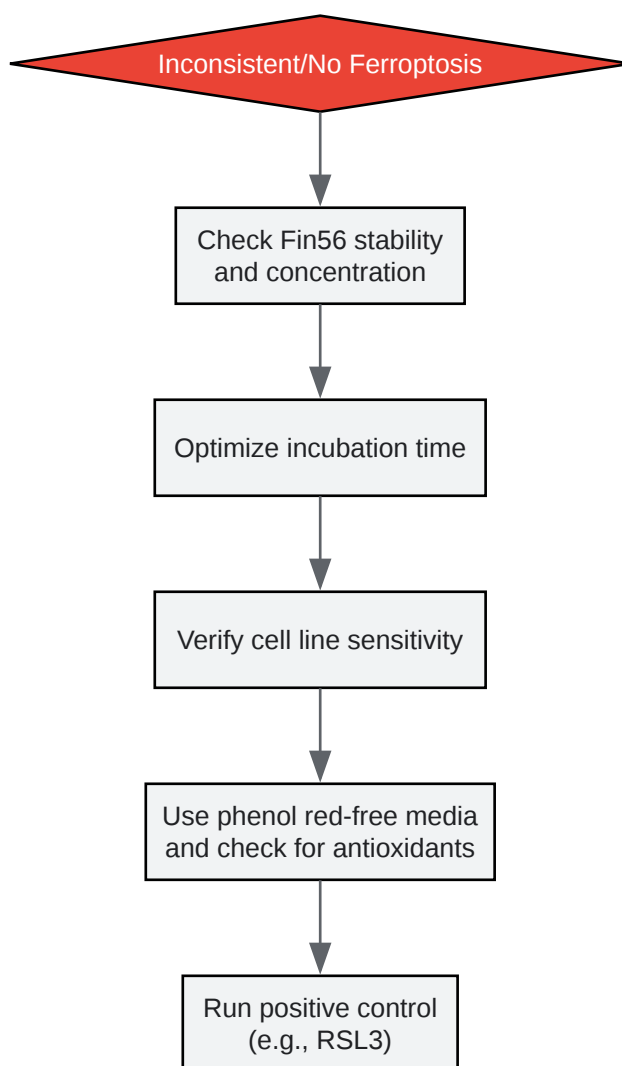 Inconsistent/No Ferroptosis
Check Fin56 stability
and concentration
Optimize incubation time
Verify cell line sensitivity
Use phenol red-free media
and check for antioxidants
Run positive control
(e.g., RSL3)